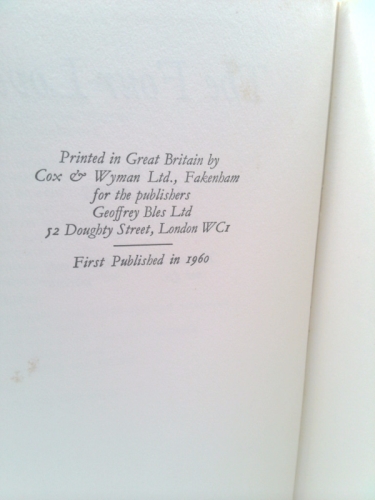 Printed in Great Britain by
Cox & Wyman Ltd., Fakenham
for the publishers
Geoffrey Bles Ltd
52 Doughty Street, London WC1
First Published in 1960